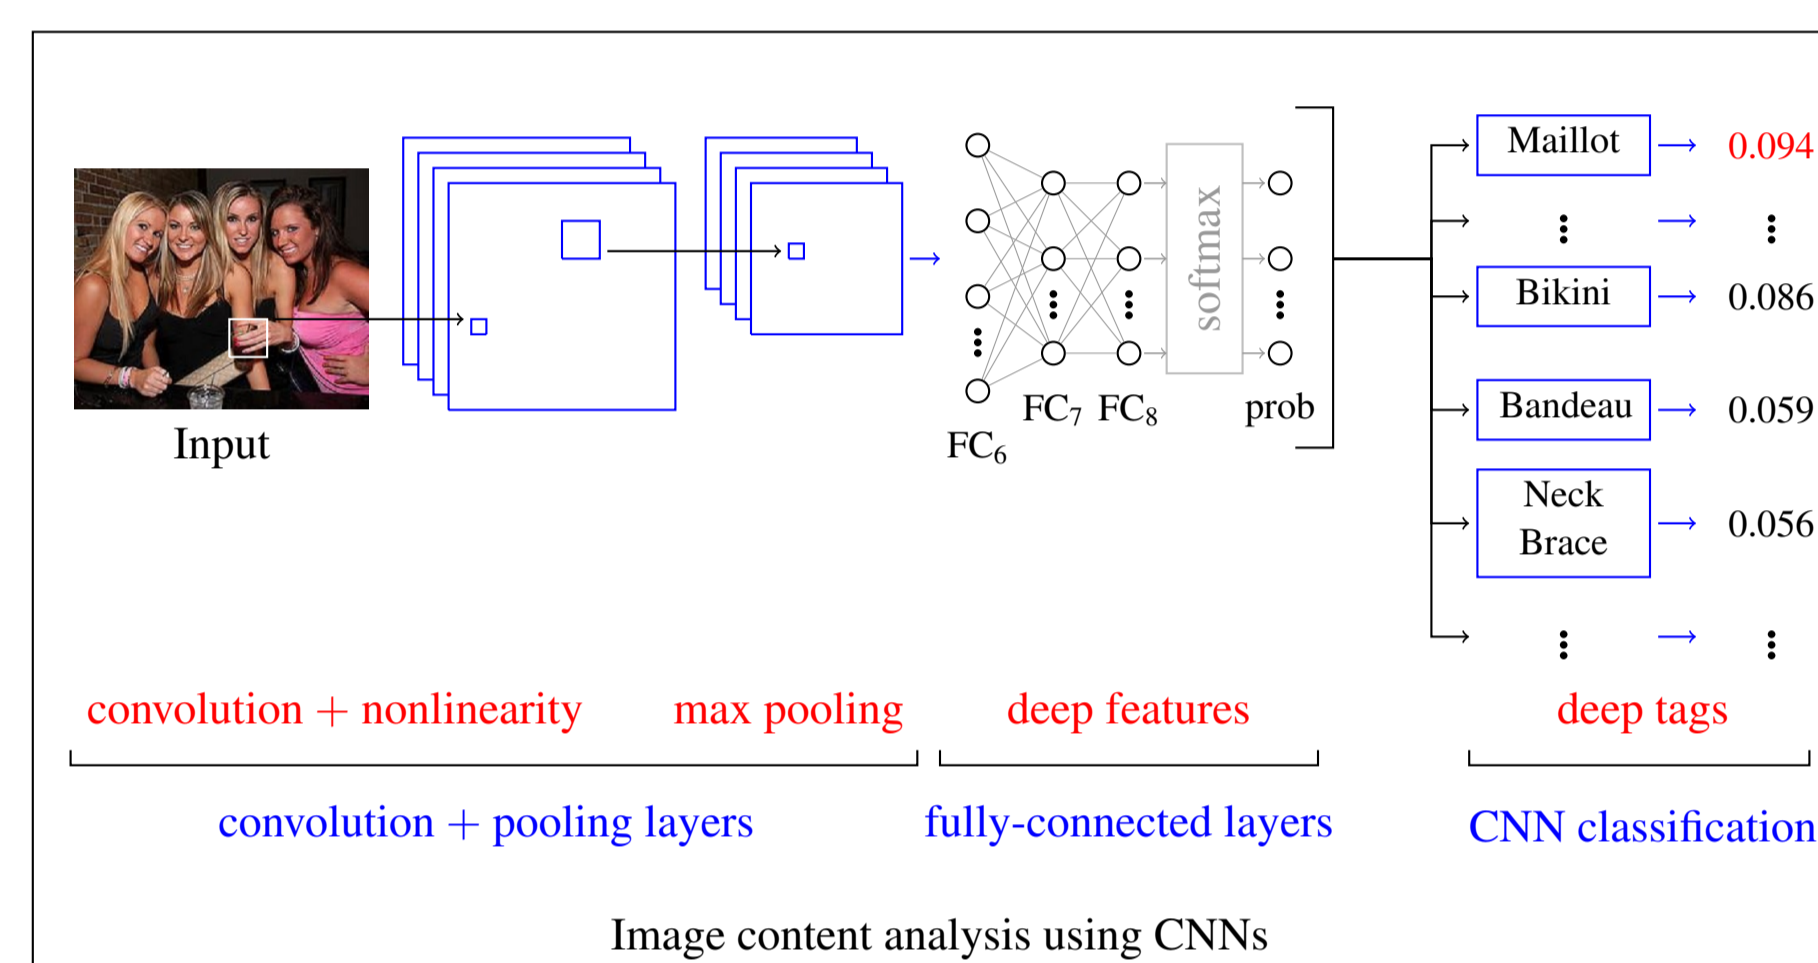 Input
FC6
FC7
FC8
softmax
prob
Maillot
0.094
Bikini
0.086
Bandeau
0.059
Neck
Brace
0.056
convolution + nonlinearity
max pooling
deep features
deep tags
convolution + pooling layers
fully-connected layers
CNN classification
Image content analysis using CNNs